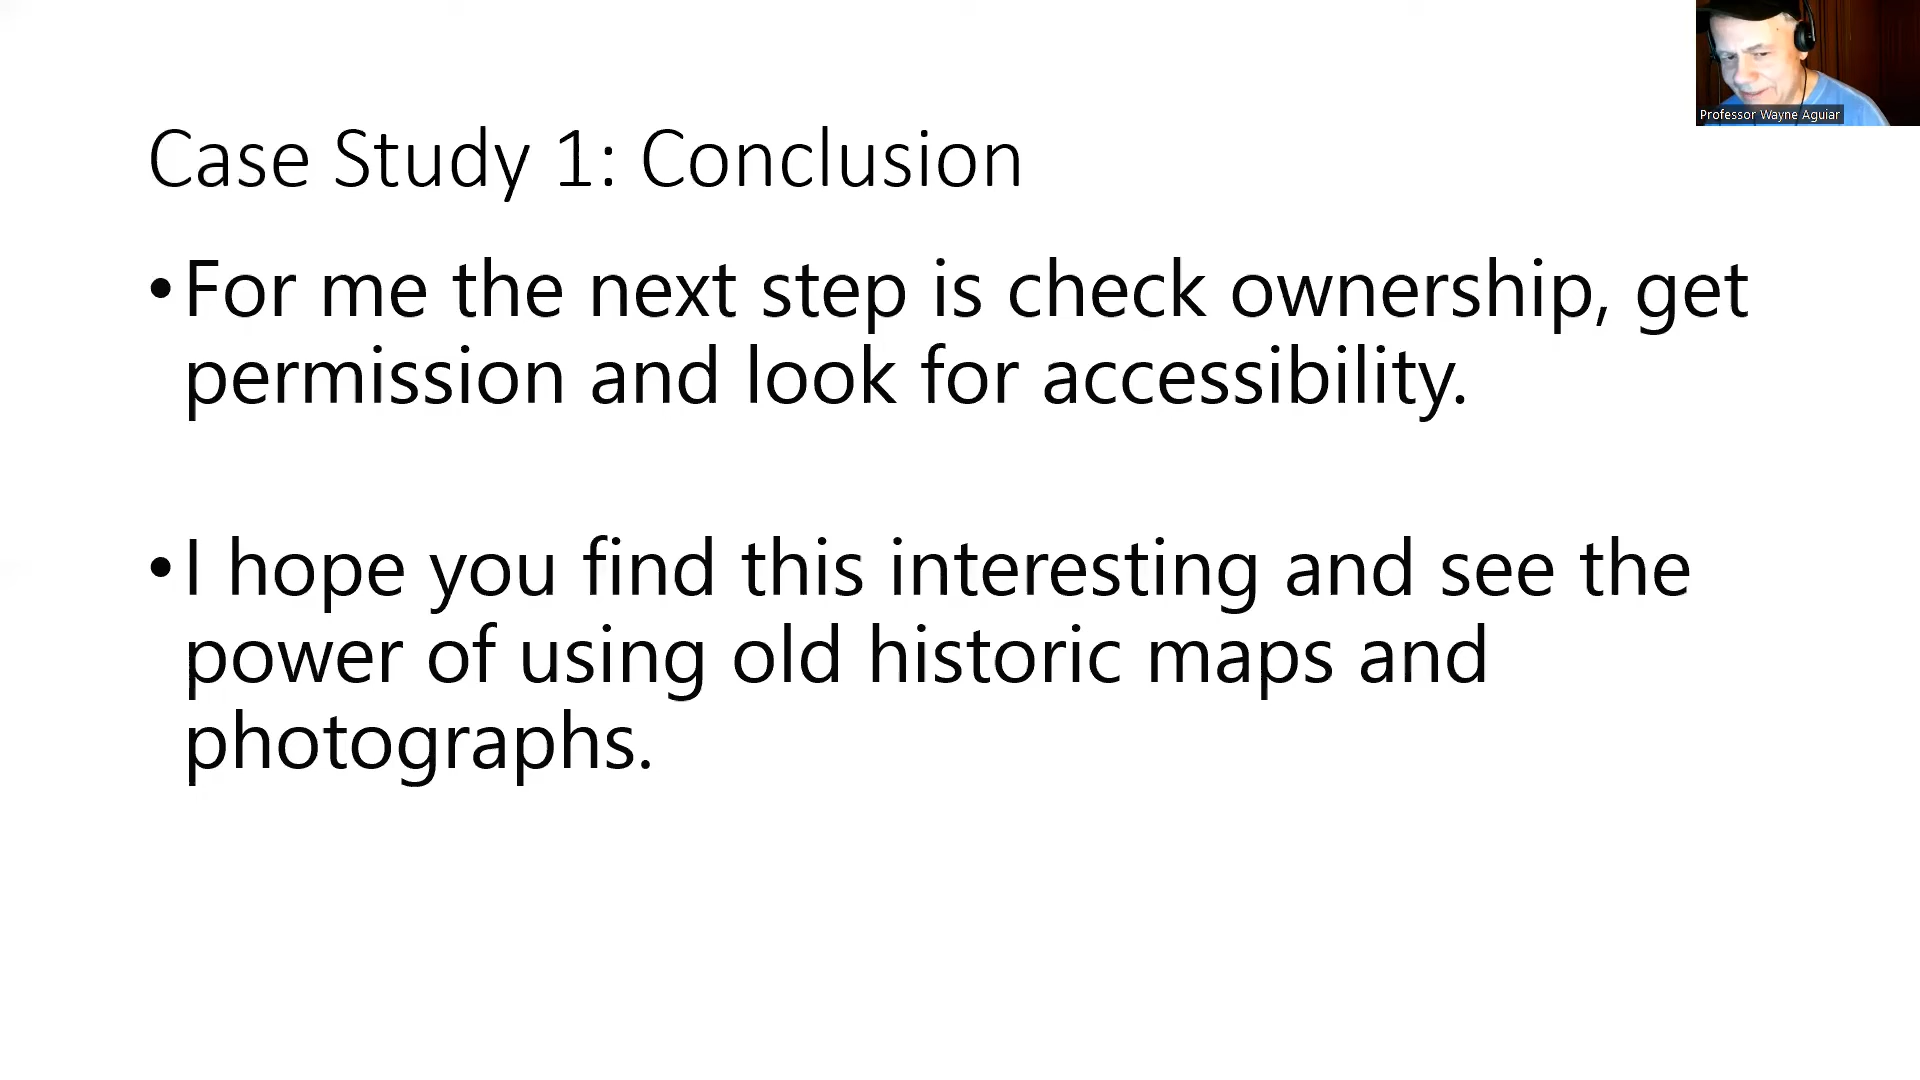 Professor Wayne Aguiar
Case Study 1: Conclusion
•For me the next step is check ownership, get
permission and look for accessibility.
•I hope you find this interesting and see the
power of using old historic maps and
photographs.